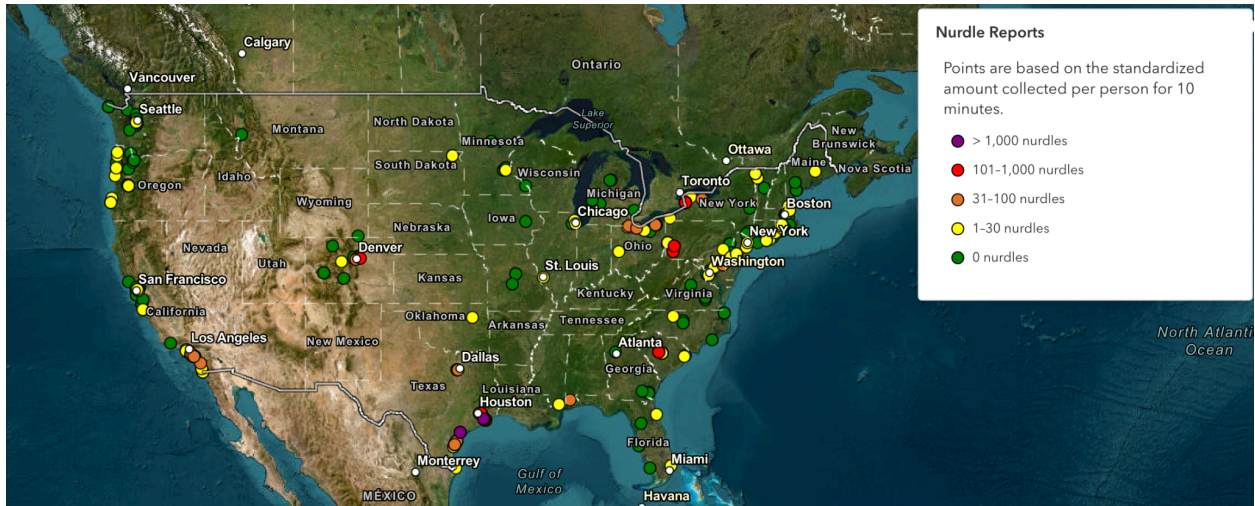 Calgary
Vancouver
Seattle
Ontario
Lake
Superior
Montana
North Dakota
Minnesota
South Dakota
Wisconsin
Ottawa
New
Brunswick
Maine
Nova Scotia
Oregon
Idaho
Wyoming
Michigan
Toronto
New York
Boston
Iowa
Chicago
Nebraska
Nevada
Utah
Denver
Ohio
New York
San Francisco
California
Kansas
St. Louis
Washington
Kentucky
Virginia
Oklahoma
Arkansas
Tennessee
Los Angeles
New Mexico
Dallas
Atlanta
Georgia
Texas
Louisiana
Houston
Florida
Monterrey
Miami
Gulf of
Mexico
MÉXICO
Havana
North Atlanti
Ocean
Nurdle Reports
Points are based on the standardized
amount collected per person for 10
minutes.
> 1,000 nurdles
101–1,000 nurdles
31–100 nurdles
1–30 nurdles
0 nurdles